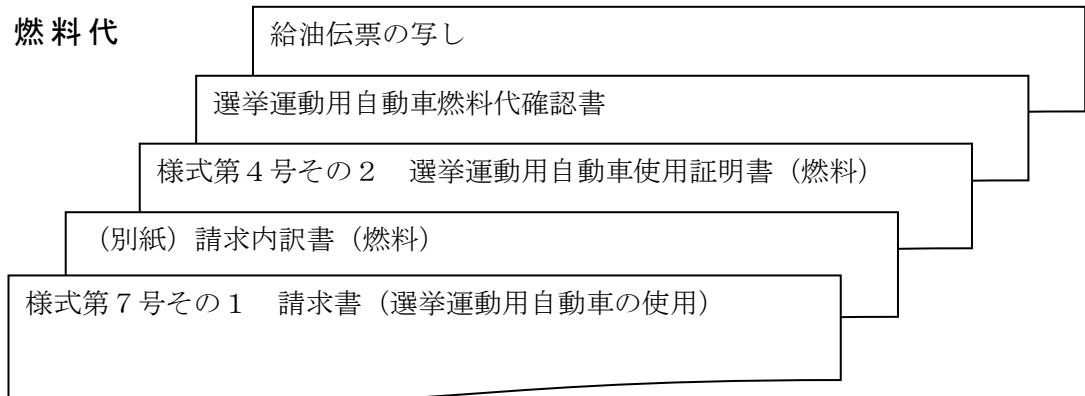 燃料代
給油伝票の写し
選挙運動用自動車燃料代確認書
様式第４号その２　選挙運動用自動車使用証明書（燃料）
（別紙）請求内訳書（燃料）
様式第７号その１　請求書（選挙運動用自動車の使用）